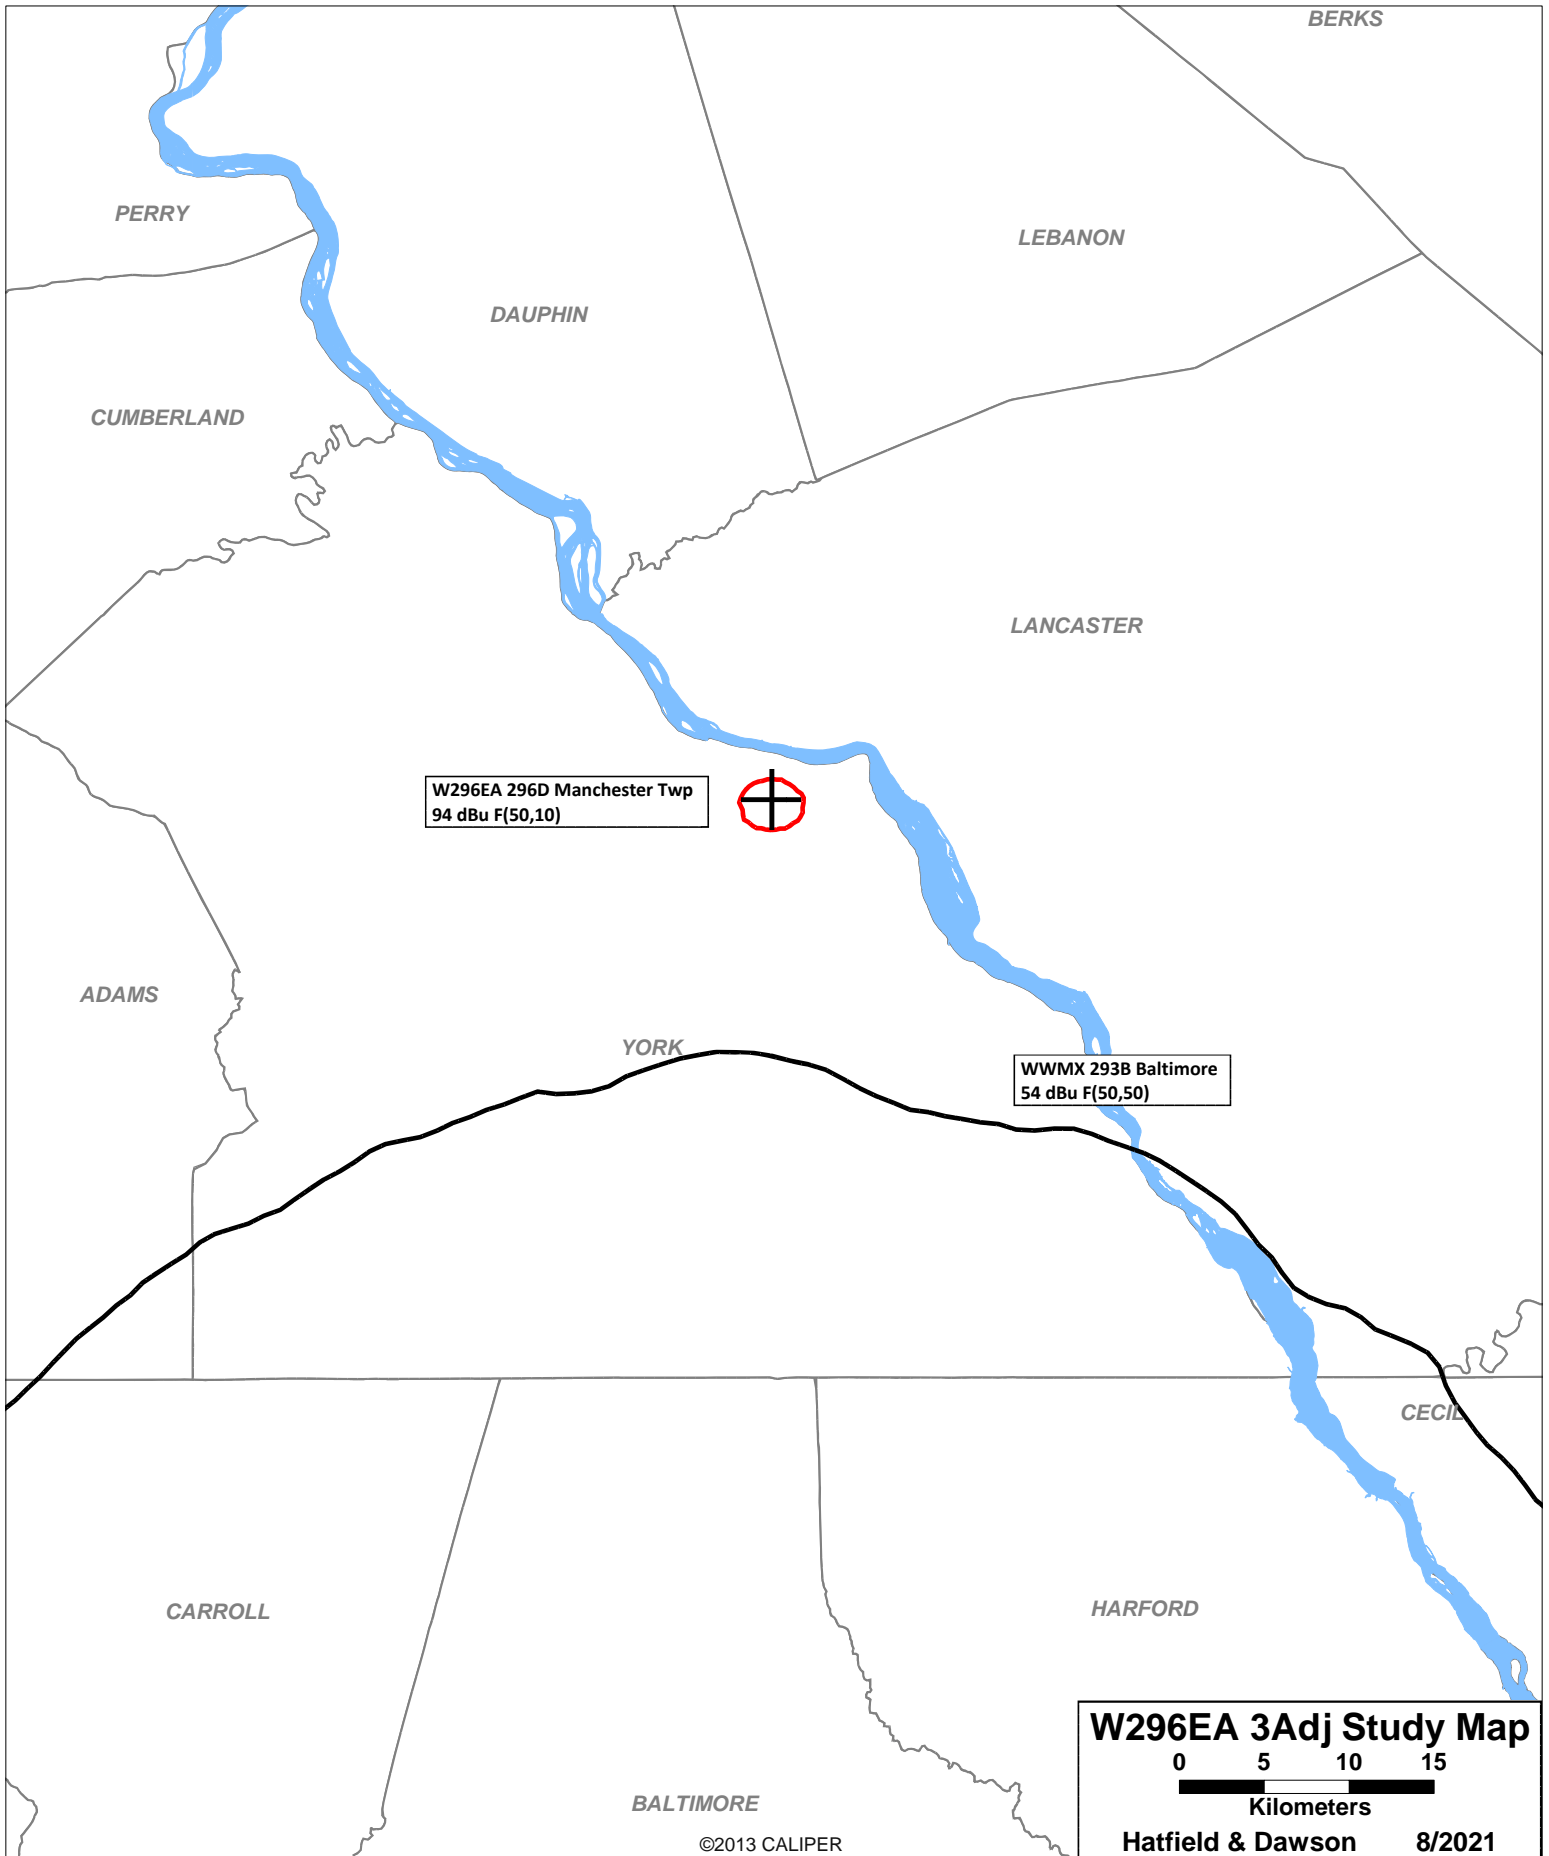 BERKS
PERRY
LEBANON
DAUPHIN
CUMBERLAND
LANCASTER
W296EA 296D Manchester Twp
94 dBu F(50,10)
ADAMS
YORK
WWMX 293B Baltimore
54 dBu F(50,50)
CECIL
CARROLL
HARFORD
BALTIMORE
©2013 CALIPER
W296EA 3Adj Study Map
0 5 10 15
Kilometers
Hatfield & Dawson 8/2021